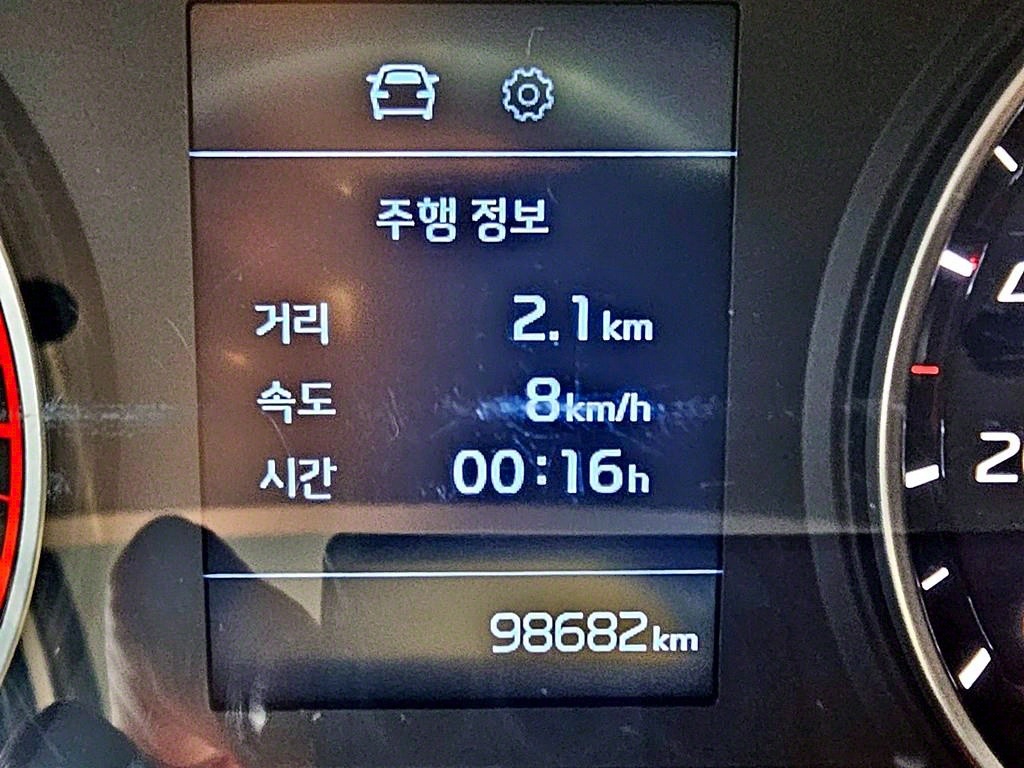 주행 정보
거리 2.1 km
속도 8 km/h
시간 00:16 h
98682 km